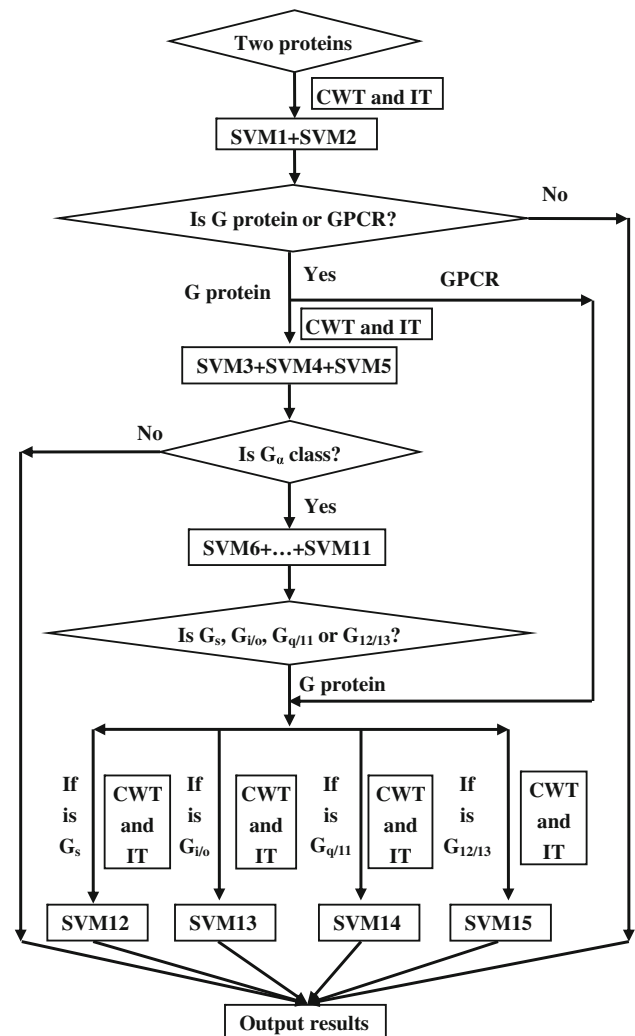 Two proteins
CWT and IT
SVM1+SVM2
No
Is G protein or GPCR?
Yes
GPCR
G protein
CWT and IT
SVM3+SVM4+SVM5
No
Is Gα class?
Yes
SVM6+…+SVM11
Is Gs, Gi/o, Gq/11 or G12/13?
G protein
If
is
Gs
CWT
and
IT
If
is
Gi/o
CWT
and
IT
If
is
Gq/11
CWT
and
IT
If
is
G12/13
CWT
and
IT
SVM12
SVM13
SVM14
SVM15
Output results